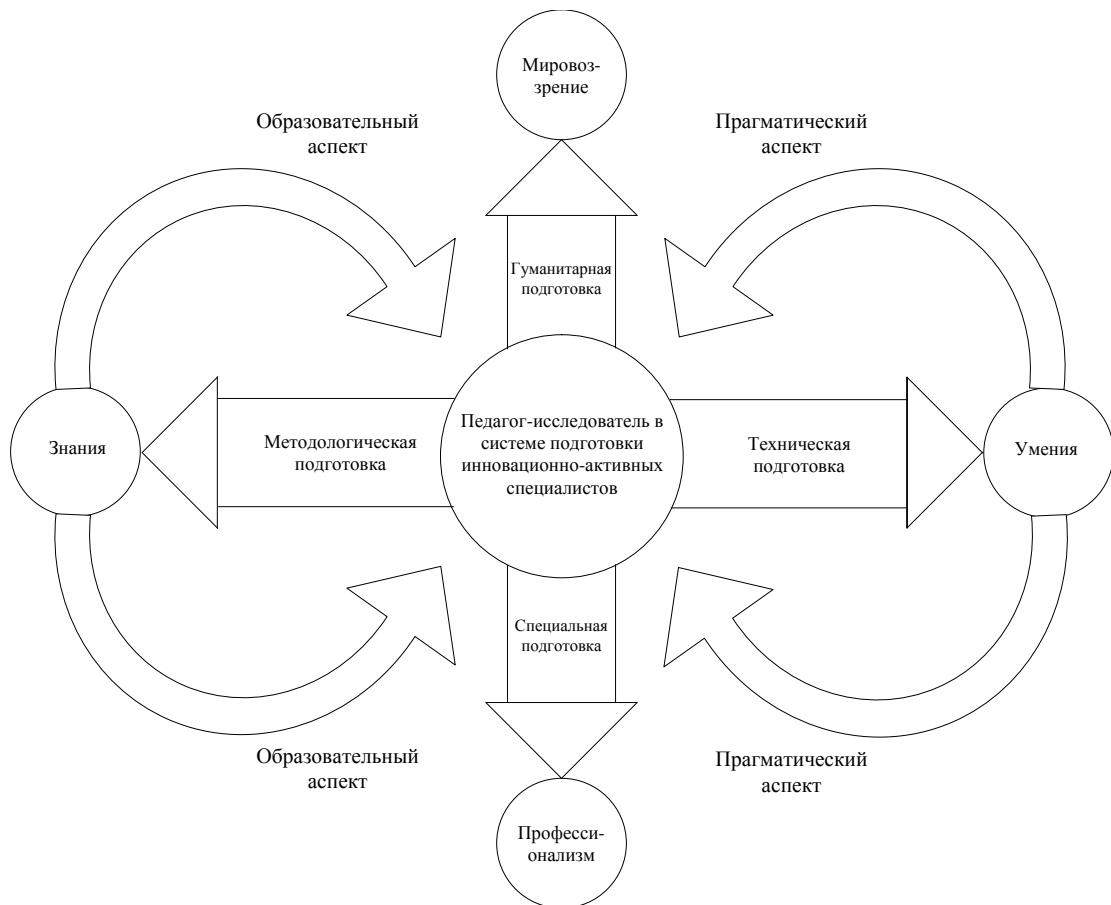 Мировоз-
зрение
Образовательный
аспект
Прагматический
аспект
Гуманитарная
подготовка
Знания
Методологическая
подготовка
Педагог-исследователь в
системе подготовки
инновационно-активных
специалистов
Техническая
подготовка
Умения
Специальная
подготовка
Образовательный
аспект
Прагматический
аспект
Професси-
онализм